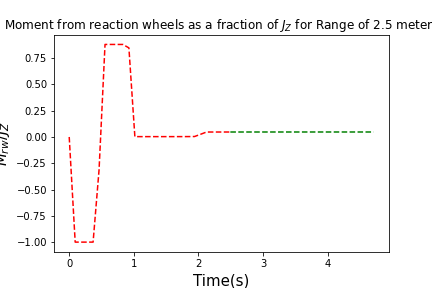 Moment from reaction wheels as a fraction of J_Z for Range of 2.5 meter
0.75
0.50
0.25
0.00
−0.25
−0.50
−0.75
−1.00
0 1 2 3 4
Time(s)